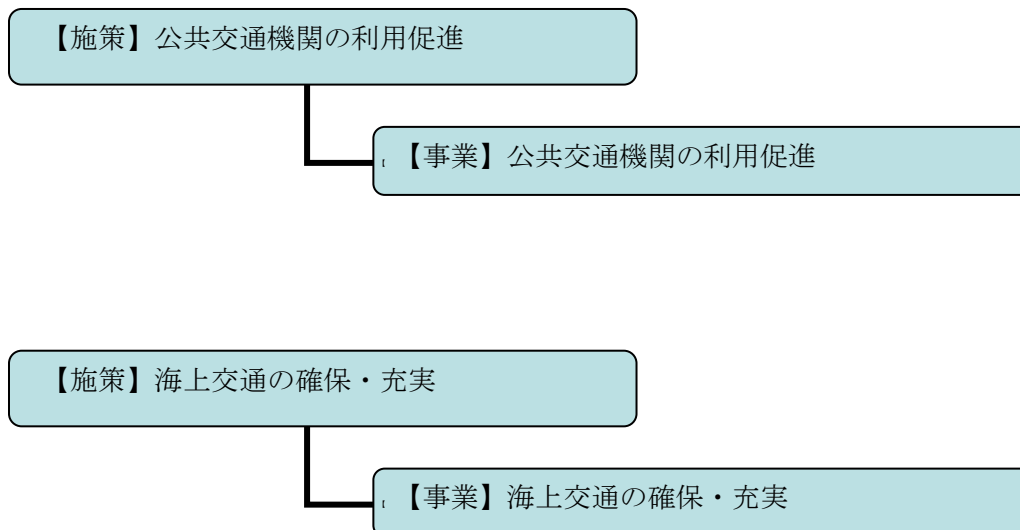 【施策】公共交通機関の利用促進
【事業】公共交通機関の利用促進
【施策】海上交通の確保・充実
【事業】海上交通の確保・充実